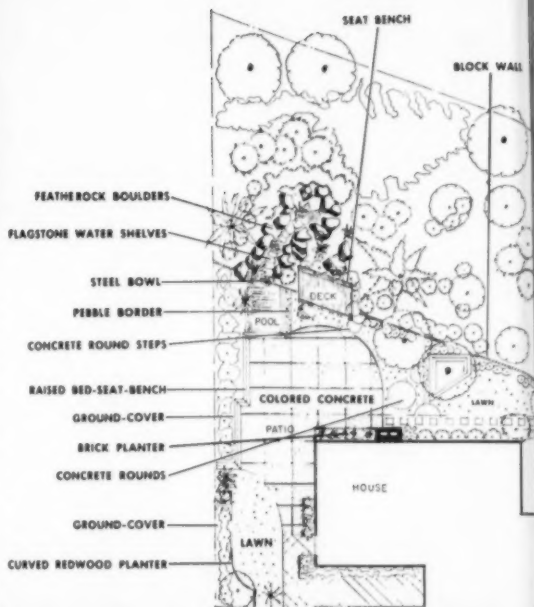 SEAT BENCH
BLOCK WALL
FEATHEROCK BOULDERS
FLAGSTONE WATER SHELVES
STEEL BOWL
DECK
PEBBLE BORDER
POOL
CONCRETE ROUND STEPS
RAISED BED-SEAT-BENCH
COLORED CONCRETE
LAWN
GROUND-COVER
PATIO
BRICK PLANTER
CONCRETE ROUNDS
HOUSE
GROUND-COVER
LAWN
CURVED REDWOOD PLANTER